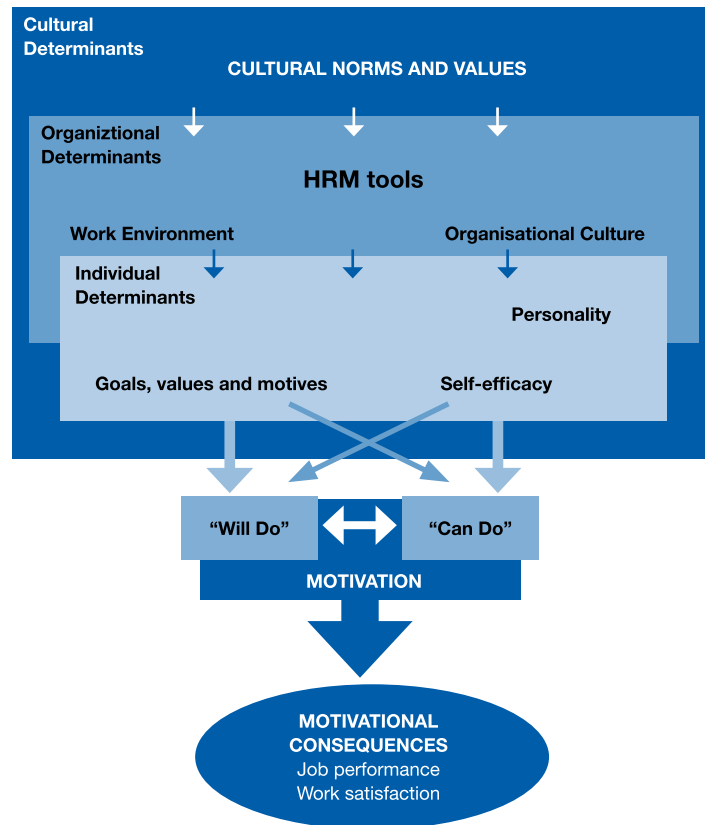 Cultural
Determinants
CULTURAL NORMS AND VALUES
Organiztional
Determinants
HRM tools
Work Environment
Organisational Culture
Individual
Determinants
Personality
Goals, values and motives
Self-efficacy
“Will Do”
“Can Do”
MOTIVATION
MOTIVATIONAL
CONSEQUENCES
Job performance
Work satisfaction